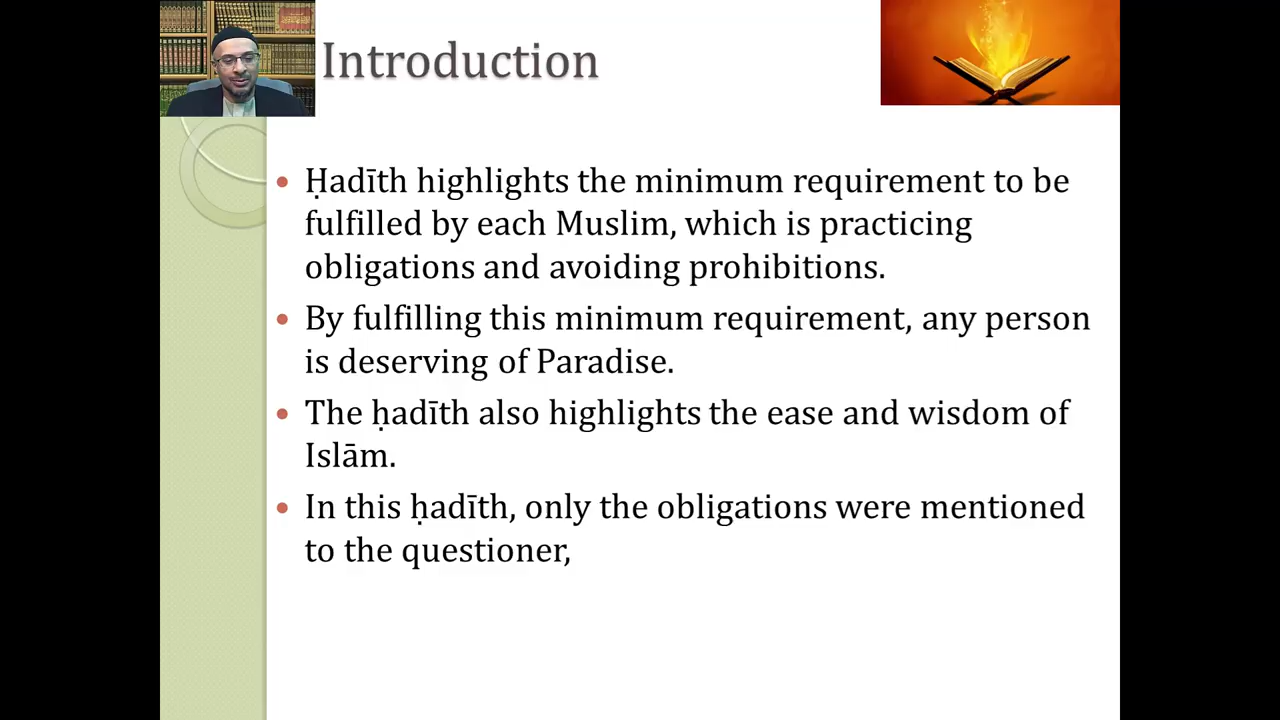 Introduction
Ḥadīth highlights the minimum requirement to be
fulfilled by each Muslim, which is practicing
obligations and avoiding prohibitions.
By fulfilling this minimum requirement, any person
is deserving of Paradise.
The ḥadīth also highlights the ease and wisdom of
Islām.
In this ḥadīth, only the obligations were mentioned
to the questioner,